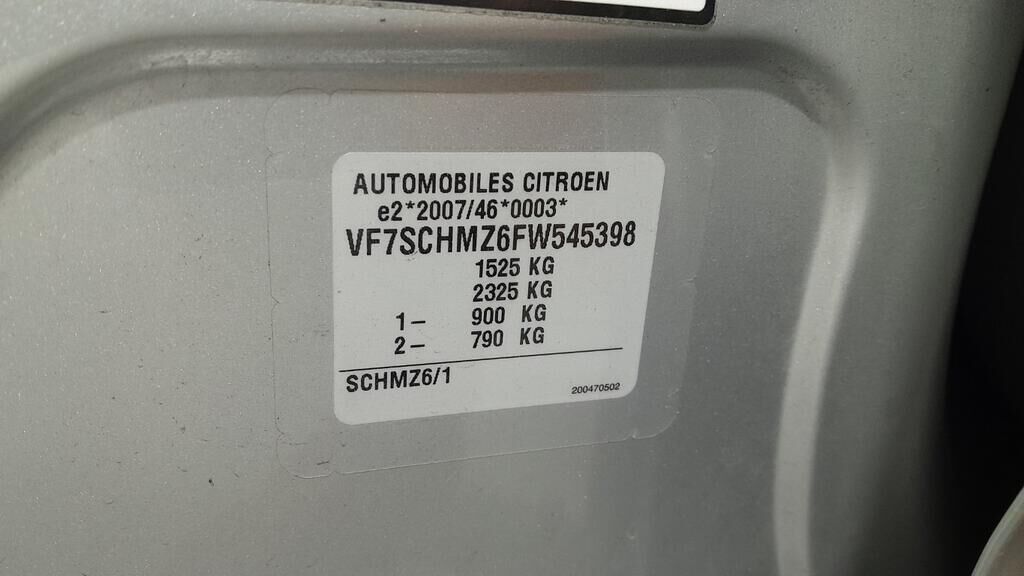 AUTOMOBILES CITROEN
e2*2007/46*0003*
VF7SCHMZ6FW545398
1525 KG
2325 KG
1– 900 KG
2– 790 KG
SCHMZ6/1
200470502